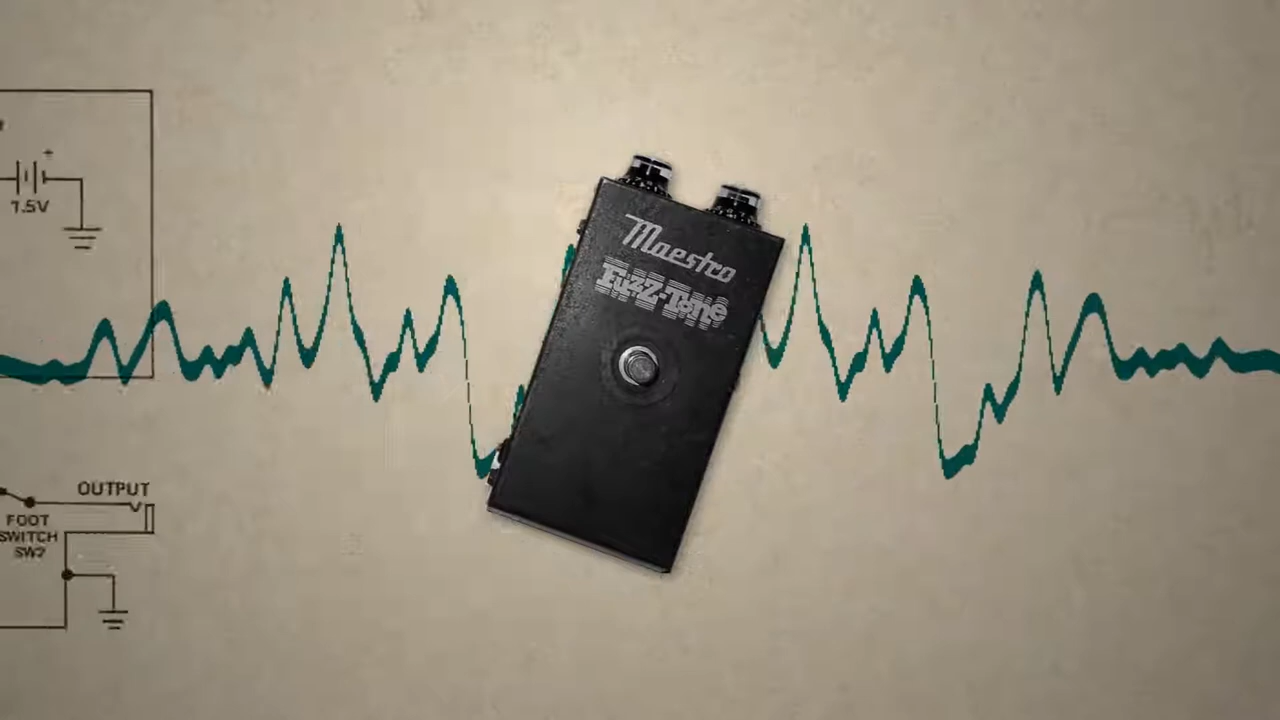 +
1.5V
Maestro
FuZZ-Tone
OUTPUT
FOOT
SWITCH
SW2